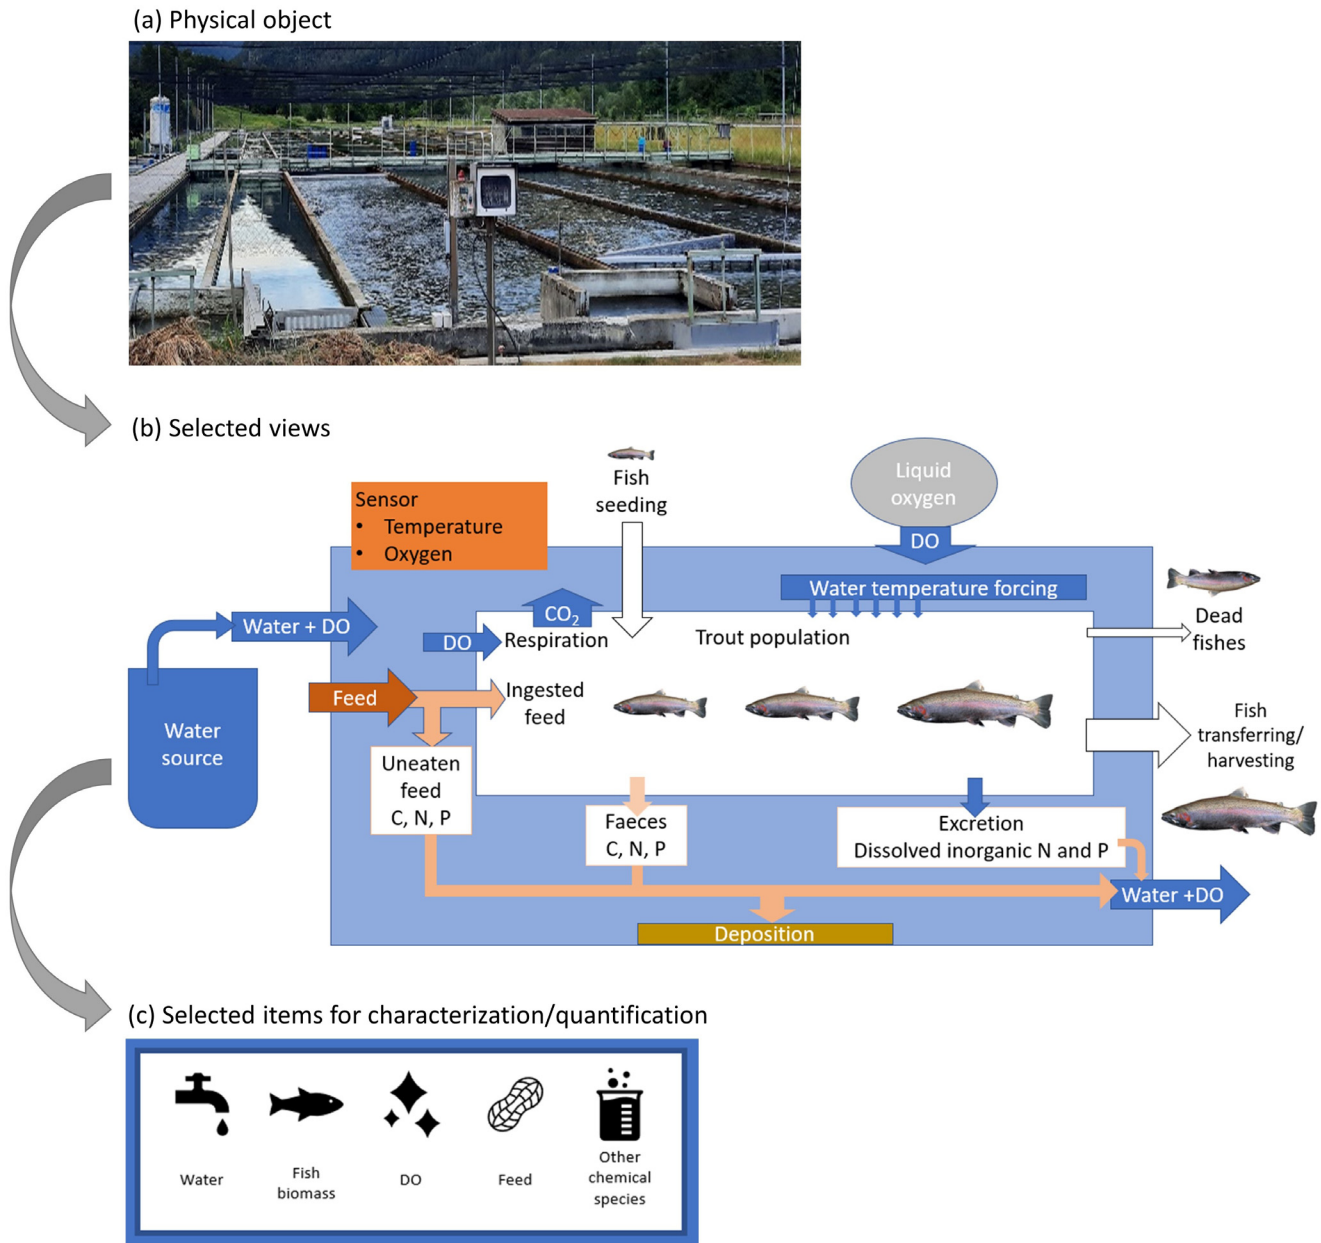 (a) Physical object
(b) Selected views
Fish
seeding
Liquid
oxygen
DO
Sensor
• Temperature
• Oxygen
Water temperature forcing
CO₂
Water + DO
DO
Respiration
Trout population
Dead
fishes
Feed
Ingested
feed
Water
source
Fish
transferring/
harvesting
Uneaten
feed
C, N, P
Faeces
C, N, P
Excretion
Dissolved inorganic N and P
Water +DO
Deposition
(c) Selected items for characterization/quantification
Water
Fish
biomass
DO
Feed
Other
chemical
species